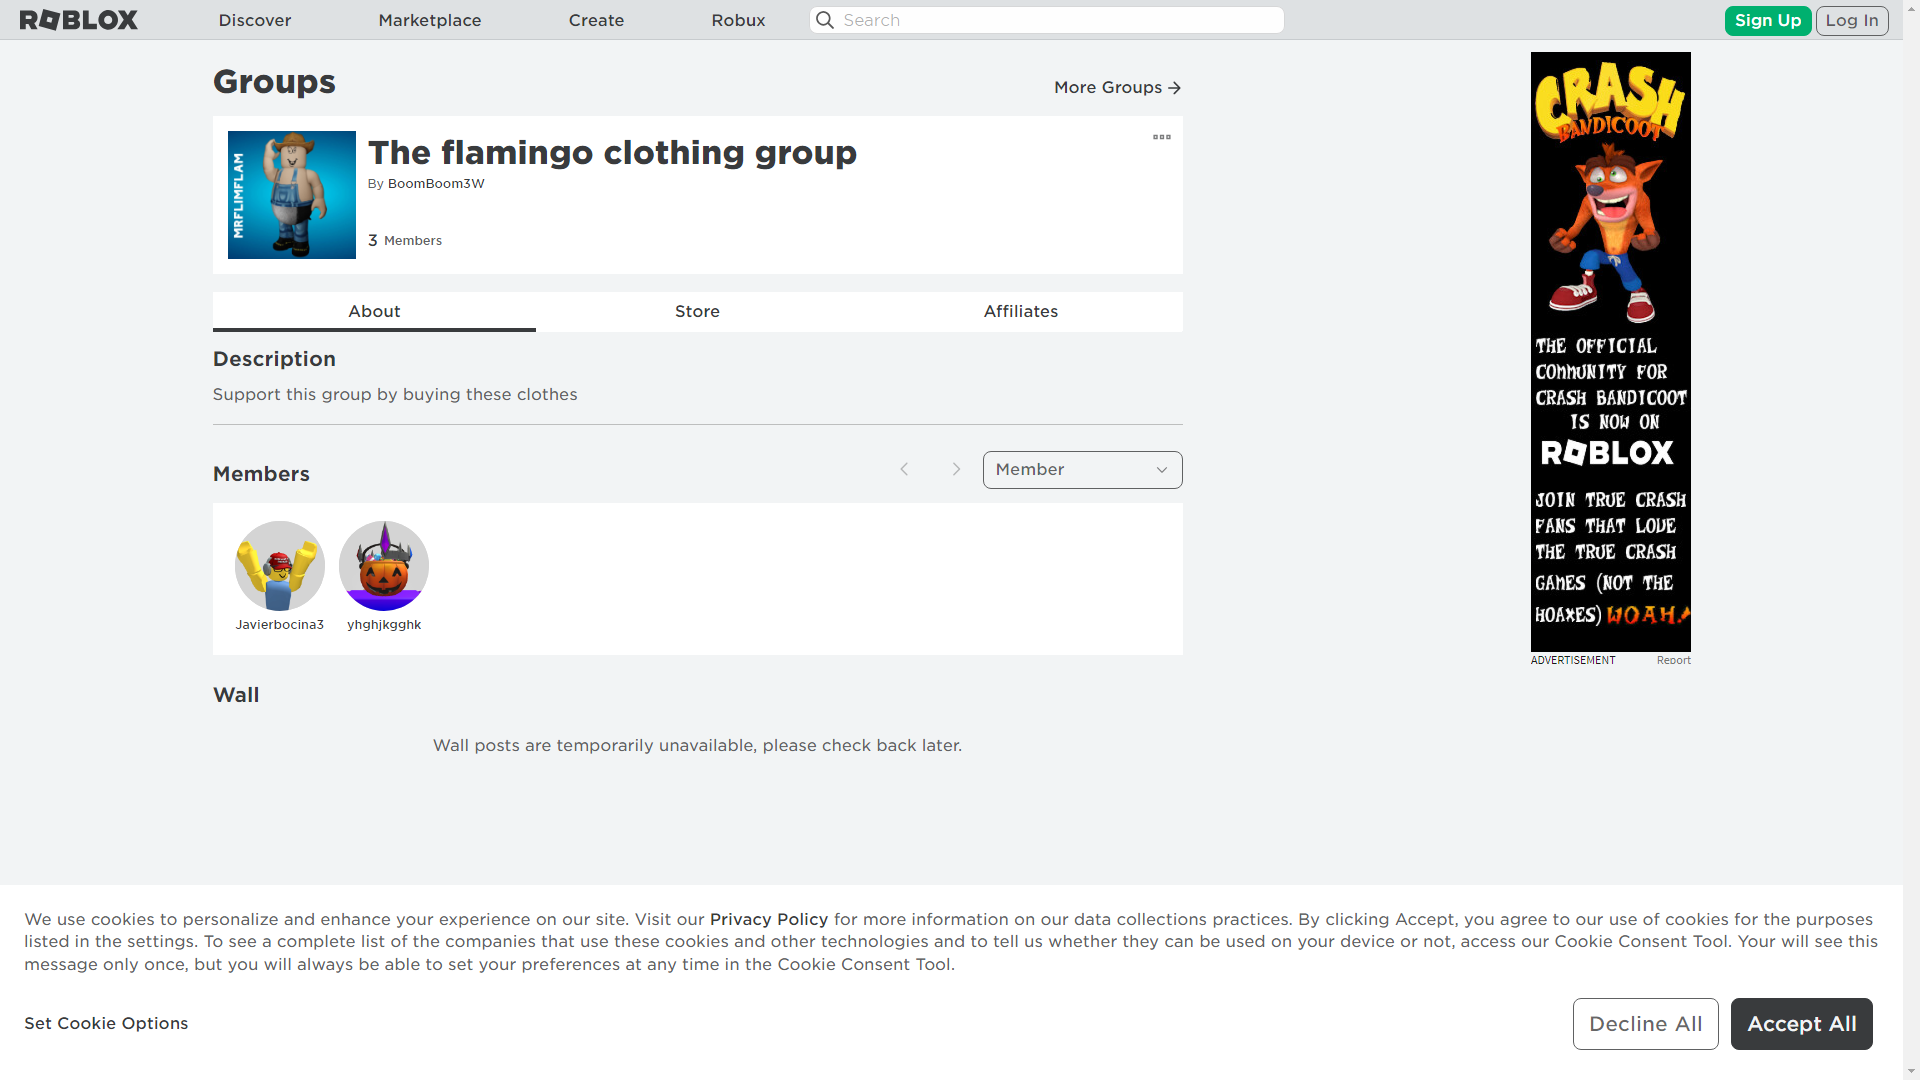 ROBLOX
Discover
Marketplace
Create
Robux
Search
Sign Up
Log In
Groups
More Groups
MRFLIMFLAM
The flamingo clothing group
By BoomBoom3W
3 Members
About
Store
Affiliates
Description
Support this group by buying these clothes
Members
Member
Javierbocina3
yhghjkgghk
Wall
Wall posts are temporarily unavailable, please check back later.
CRASH
BANDICOOT
THE OFFICIAL
COMMUNITY FOR
CRASH BANDICOOT
IS NOW ON
ROBLOX
JOIN TRUE CRASH
FANS THAT LOVE
THE TRUE CRASH
GAMES (NOT THE
HOAXES) WOAH!
ADVERTISEMENT
Report
We use cookies to personalize and enhance your experience on our site. Visit our Privacy Policy for more information on our data collections practices. By clicking Accept, you agree to our use of cookies for the purposes
listed in the settings. To see a complete list of the companies that use these cookies and other technologies and to tell us whether they can be used on your device or not, access our Cookie Consent Tool. Your will see this
message only once, but you will always be able to set your preferences at any time in the Cookie Consent Tool.
Set Cookie Options
Decline All
Accept All